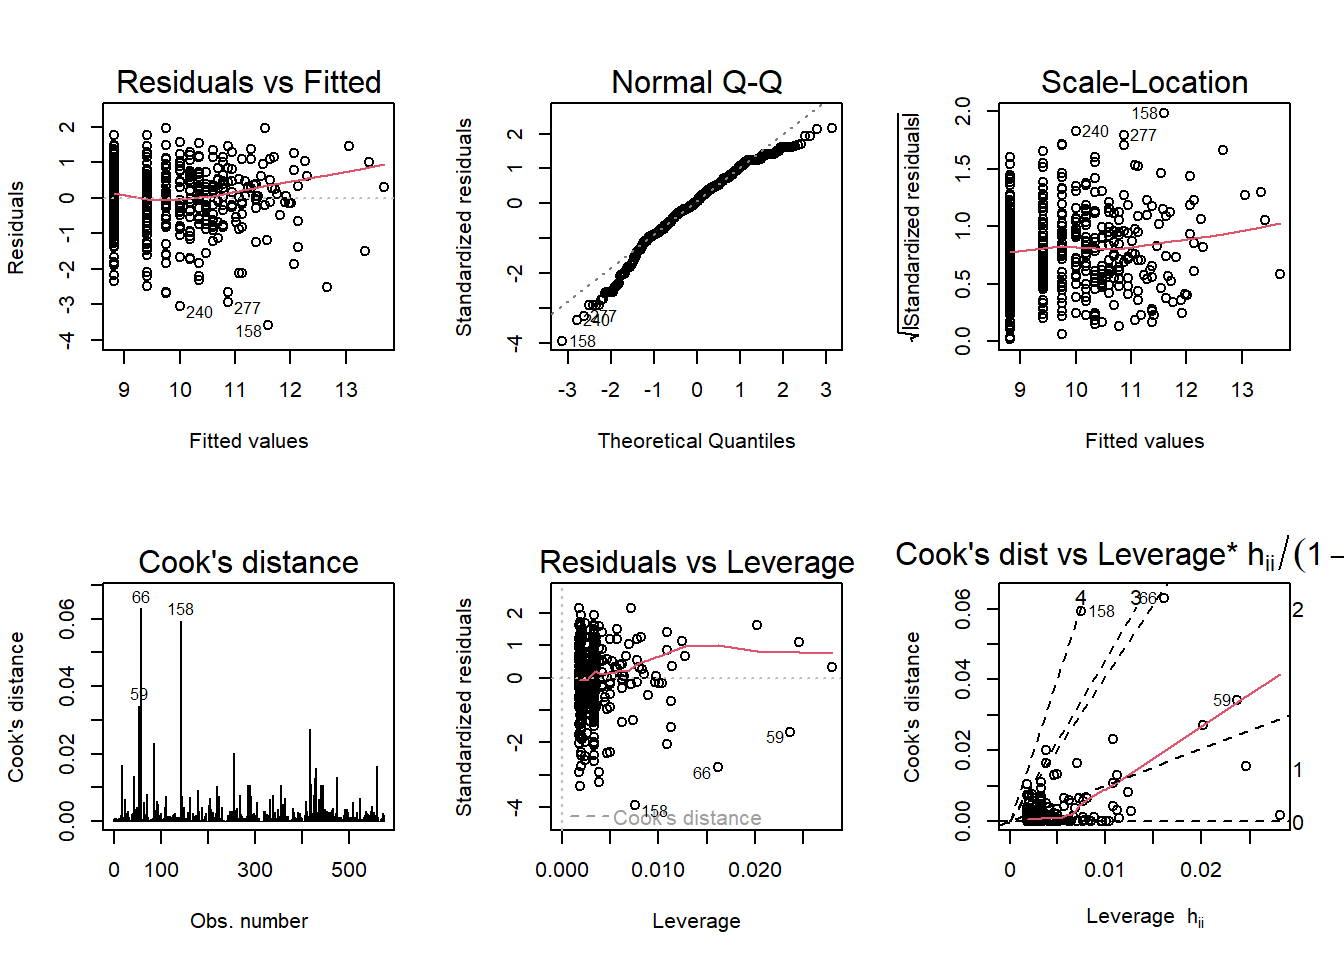 Residuals vs Fitted
Residuals
2
1
0
-1
-2
-3
-4
240
277
158
9 10 11 12 13
Fitted values
Normal Q-Q
Standardized residuals
2
0
-2
-4
277
240
158
-3 -2 -1 0 1 2 3
Theoretical Quantiles
Scale-Location
√|Standardized residuals|
2.0
1.5
1.0
0.5
0.0
158
240
277
9 10 11 12 13
Fitted values
Cook's distance
Cook's distance
0.06
0.04
0.02
0.00
66
158
59
0 100 300 500
Obs. number
Residuals vs Leverage
Standardized residuals
2
1
0
-2
-4
59
66
158
Cook's distance
0.000 0.010 0.020
Leverage
Cook's dist vs Leverage* hii/(1 −
Cook's distance
0.06
0.04
0.02
0.00
4
3
66
158
59
2
1
0
0 0.01 0.02
Leverage hii